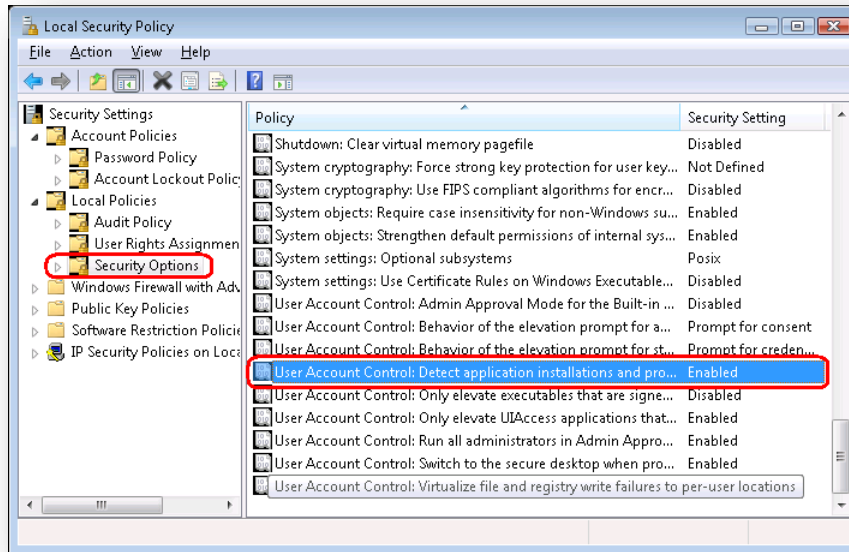 Local Security Policy
File Action View Help
Security Settings
Account Policies
Password Policy
Account Lockout Polic
Local Policies
Audit Policy
User Rights Assignmen
Security Options
Windows Firewall with Adv
Public Key Policies
Software Restriction Policie
IP Security Policies on Loca
Policy Security Setting
Shutdown: Clear virtual memory pagefile Disabled
System cryptography: Force strong key protection for user key... Not Defined
System cryptography: Use FIPS compliant algorithms for encr... Disabled
System objects: Require case insensitivity for non-Windows su... Enabled
System objects: Strengthen default permissions of internal sys... Enabled
System settings: Optional subsystems Posix
System settings: Use Certificate Rules on Windows Executable... Disabled
User Account Control: Admin Approval Mode for the Built-in ... Disabled
User Account Control: Behavior of the elevation prompt for a... Prompt for consent
User Account Control: Behavior of the elevation prompt for st... Prompt for creden...
User Account Control: Detect application installations and pro... Enabled
User Account Control: Only elevate executables that are signe... Disabled
User Account Control: Only elevate UIAccess applications that... Enabled
User Account Control: Run all administrators in Admin Appro... Enabled
User Account Control: Switch to the secure desktop when pro... Enabled
User Account Control: Virtualize file and registry write failures to per-user locations